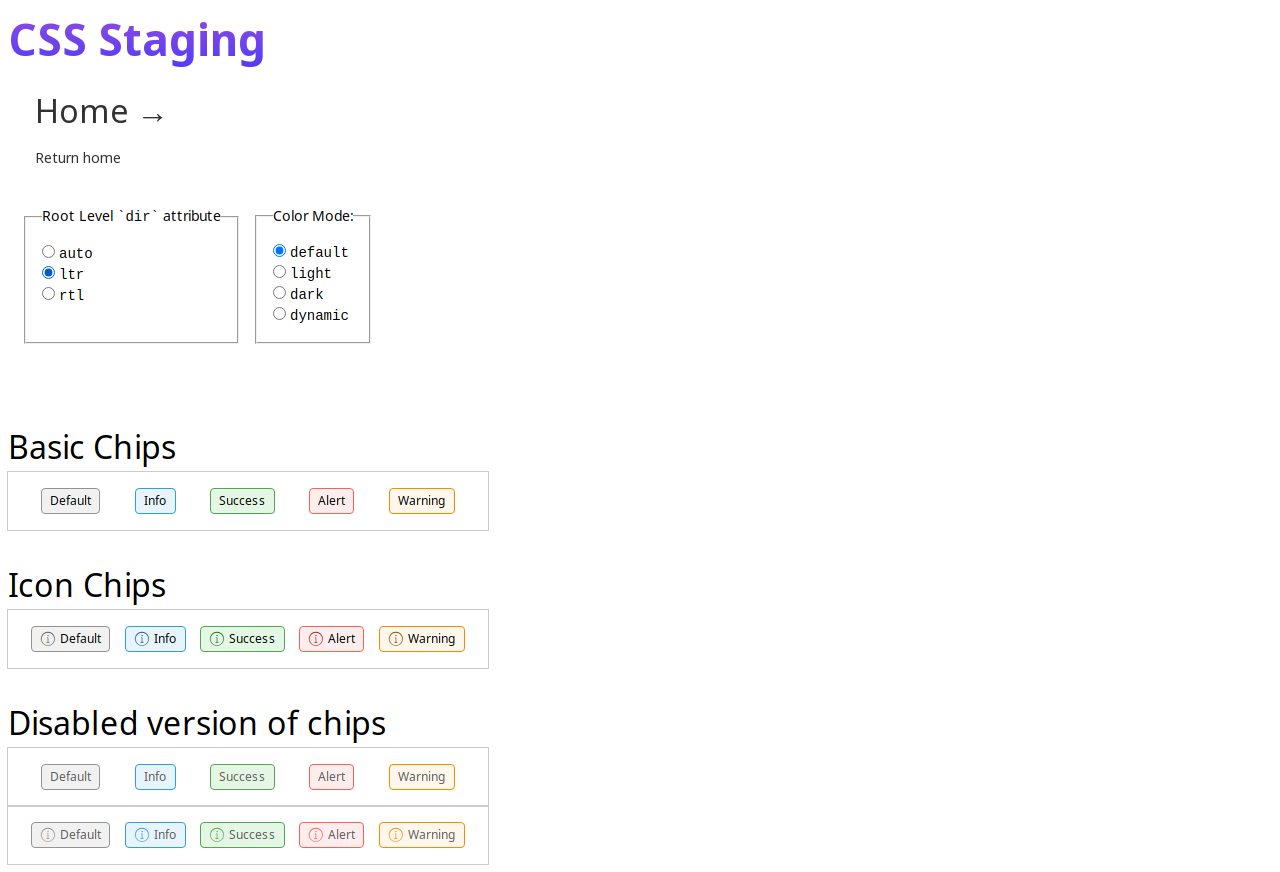 CSS Staging
Home →
Return home
Root Level `dir` attribute
auto
ltr
rtl
Color Mode:
default
light
dark
dynamic
Basic Chips
Default Info Success Alert Warning
Icon Chips
Default Info Success Alert Warning
Disabled version of chips
Default Info Success Alert Warning
Default Info Success Alert Warning